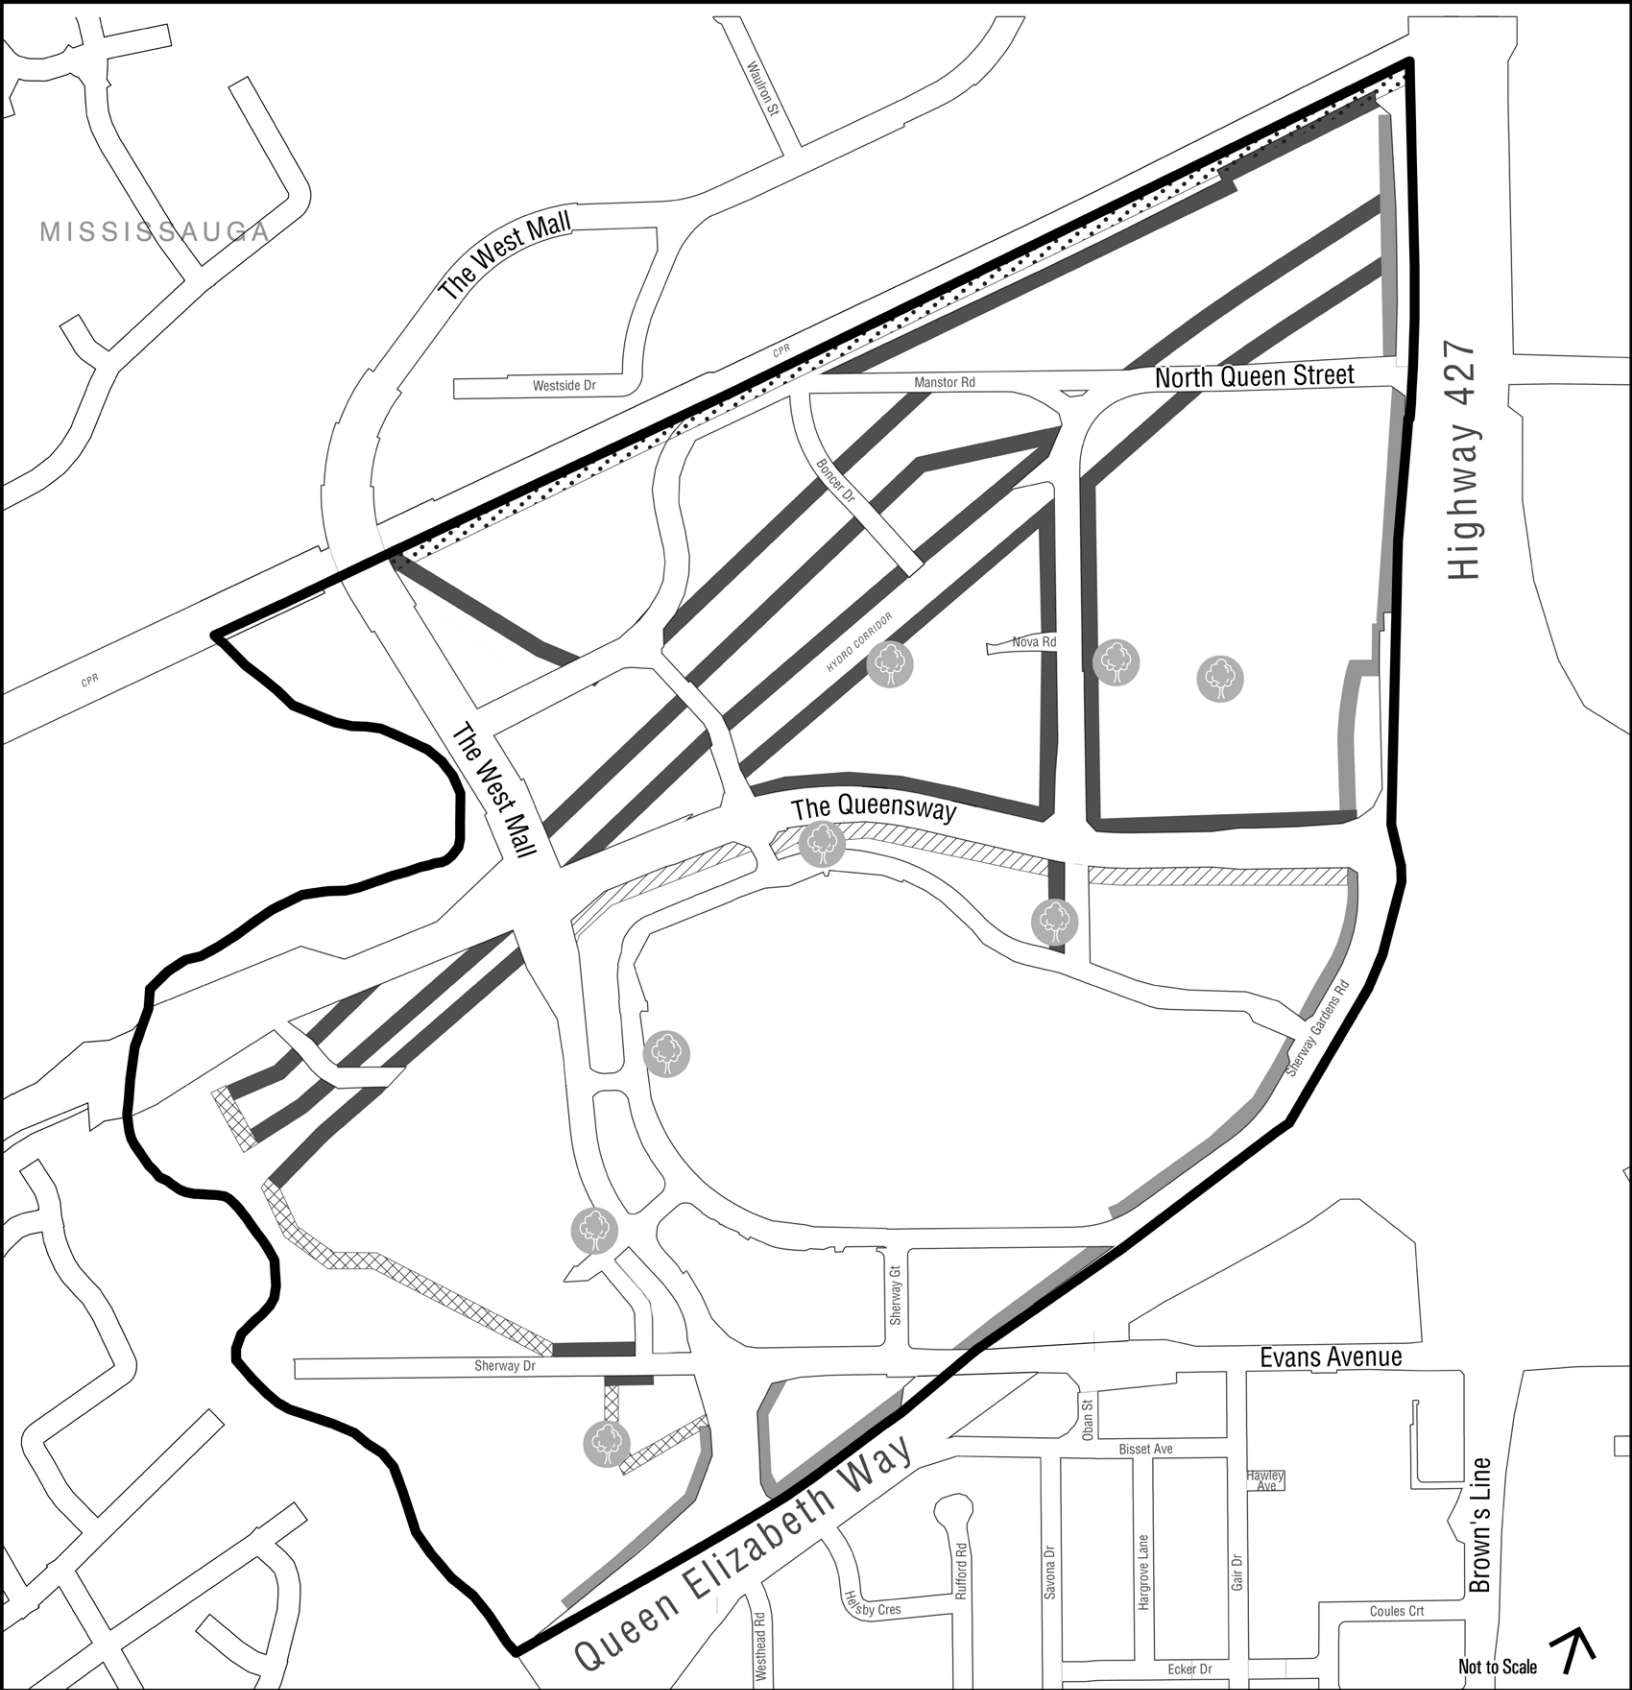 Waulron St
MISSISSAUGA
The West Mall
CPR
Westside Dr
Manstor Rd
North Queen Street
Highway 427
Boncer Dr
HYDRO CORRIDOR
Nova Rd
CPR
The West Mall
The Queensway
Sherway Gardens Rd
Sherway Gt
Sherway Dr
Evans Avenue
Oban St
Bisset Ave
Hawley
Ave
Queen Elizabeth Way
Brown's Line
Rufford Rd
Savona Dr
Hargrove Lane
Gair Dr
Helsby Cres
Coules Crt
Westhead Rd
Ecker Dr
Not to Scale